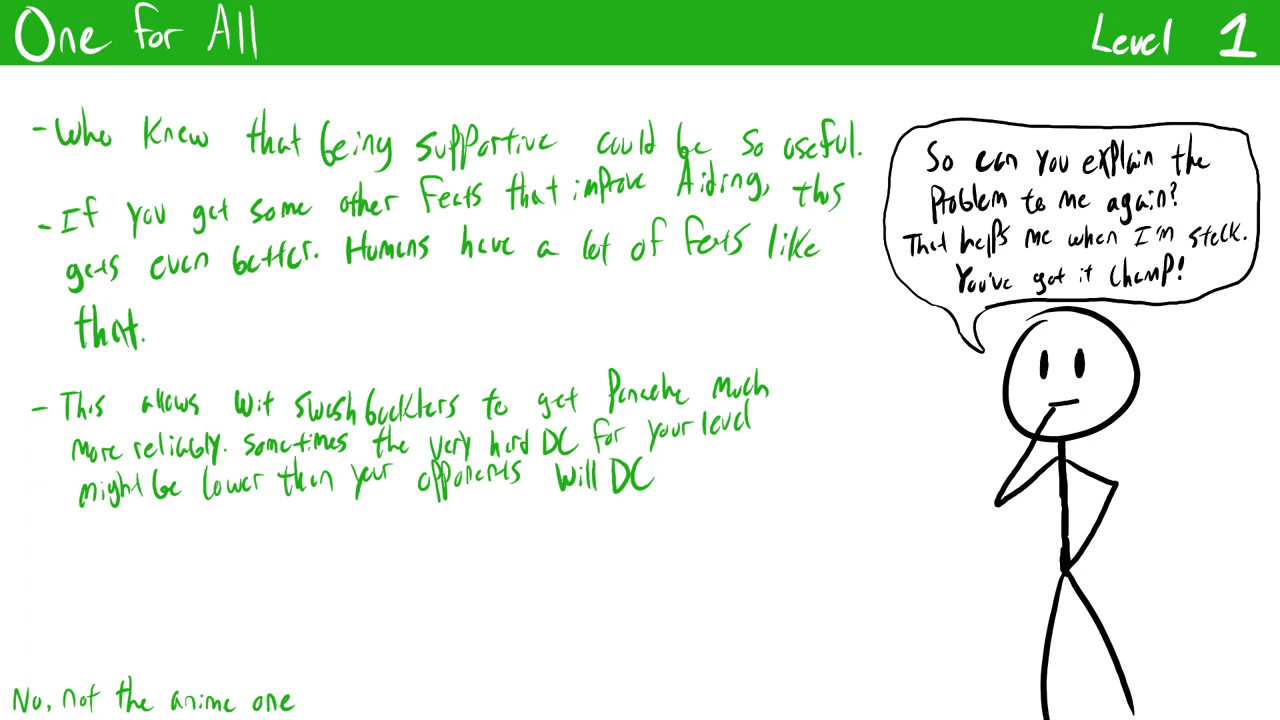 One for All
Level 1
- Who knew that being supportive could be so useful.
- If you get some other Feats that improve Aiding, this
gets even better. Humans have a lot of feats like
that.
- This allows Wit swashbucklers to get Panache much
more reliably. Sometimes the very hard DC for your level
might be lower than your opponents Will DC
So can you explain the
Problem to me again?
That helps me when I'm stuck.
You've got it Champ!
No, not the anime one